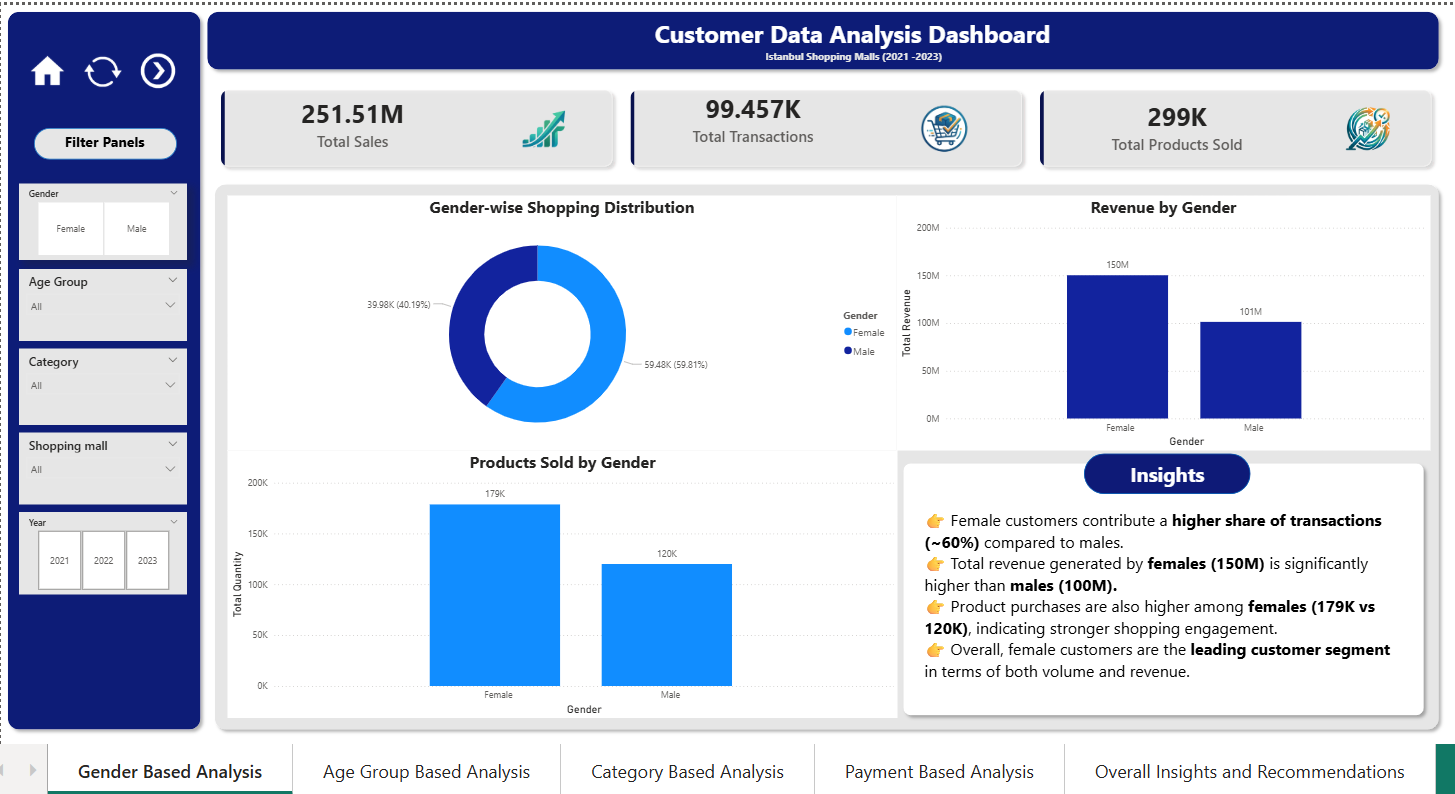 Customer Data Analysis Dashboard
Istanbul Shopping Malls (2021 -2023)
Filter Panels
Gender
Female
Male
Age Group
All
Category
All
Shopping mall
All
Year
2021
2022
2023
251.51M
Total Sales
99.457K
Total Transactions
299K
Total Products Sold
Gender-wise Shopping Distribution
39.98K (40.19%)
59.48K (59.81%)
Gender
Female
Male
Revenue by Gender
Total Revenue
200M
150M
100M
50M
0M
150M
101M
Female
Male
Gender
Products Sold by Gender
Total Quantity
200K
150K
100K
50K
0K
179K
120K
Female
Male
Gender
Insights
👉 Female customers contribute a higher share of transactions
(~60%) compared to males.
👉 Total revenue generated by females (150M) is significantly
higher than males (100M).
👉 Product purchases are also higher among females (179K vs
120K), indicating stronger shopping engagement.
👉 Overall, female customers are the leading customer segment
in terms of both volume and revenue.
Gender Based Analysis
Age Group Based Analysis
Category Based Analysis
Payment Based Analysis
Overall Insights and Recommendations